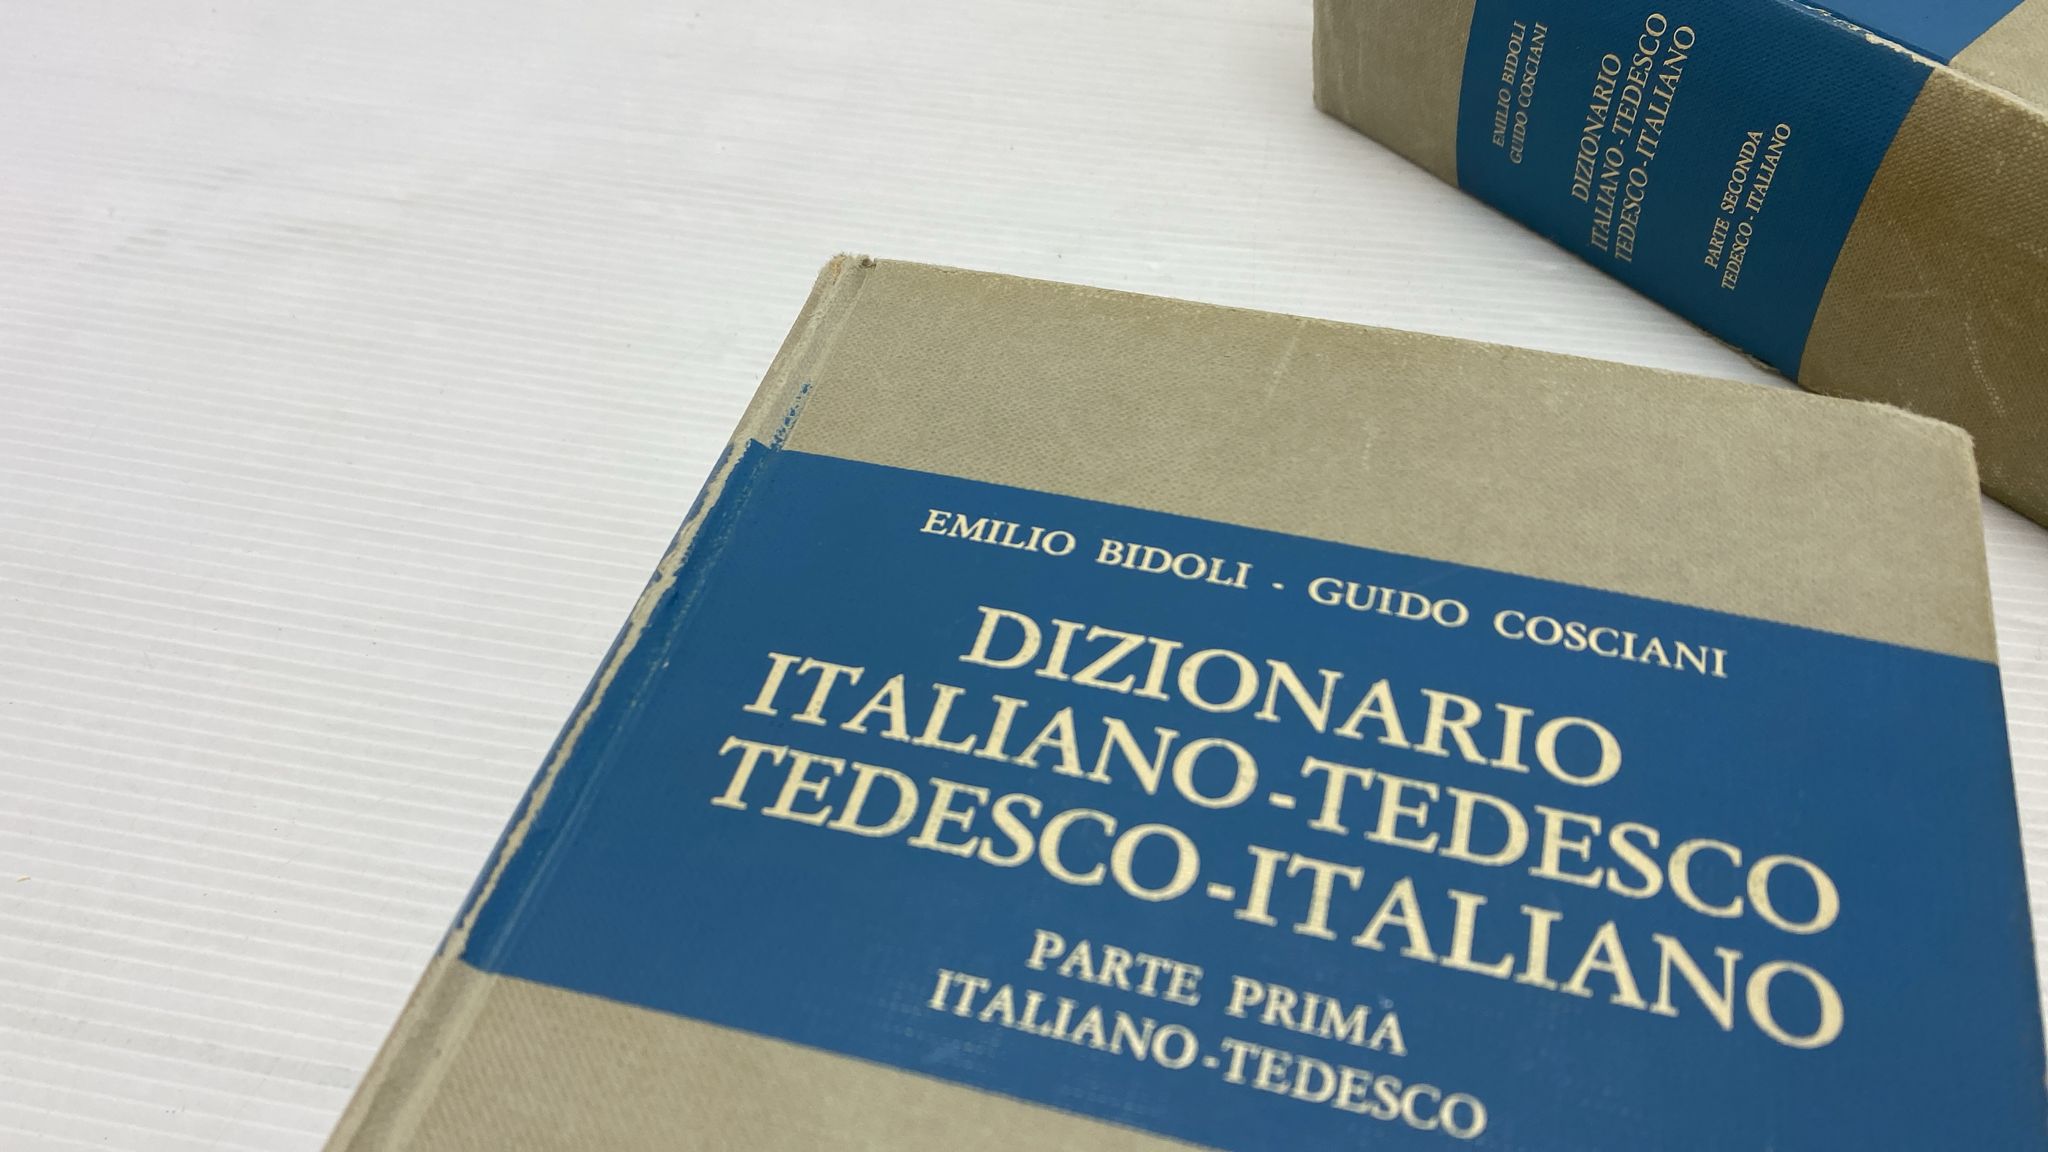 EMILIO BIDOLI - GUIDO COSCIANI
DIZIONARIO
ITALIANO-TEDESCO
TEDESCO-ITALIANO
PARTE PRIMA
ITALIANO-TEDESCO
EMILIO BIDOLI
GUIDO COSCIANI
DIZIONARIO
ITALIANO-TEDESCO
TEDESCO-ITALIANO
PARTE SECONDA
TEDESCO-ITALIANO